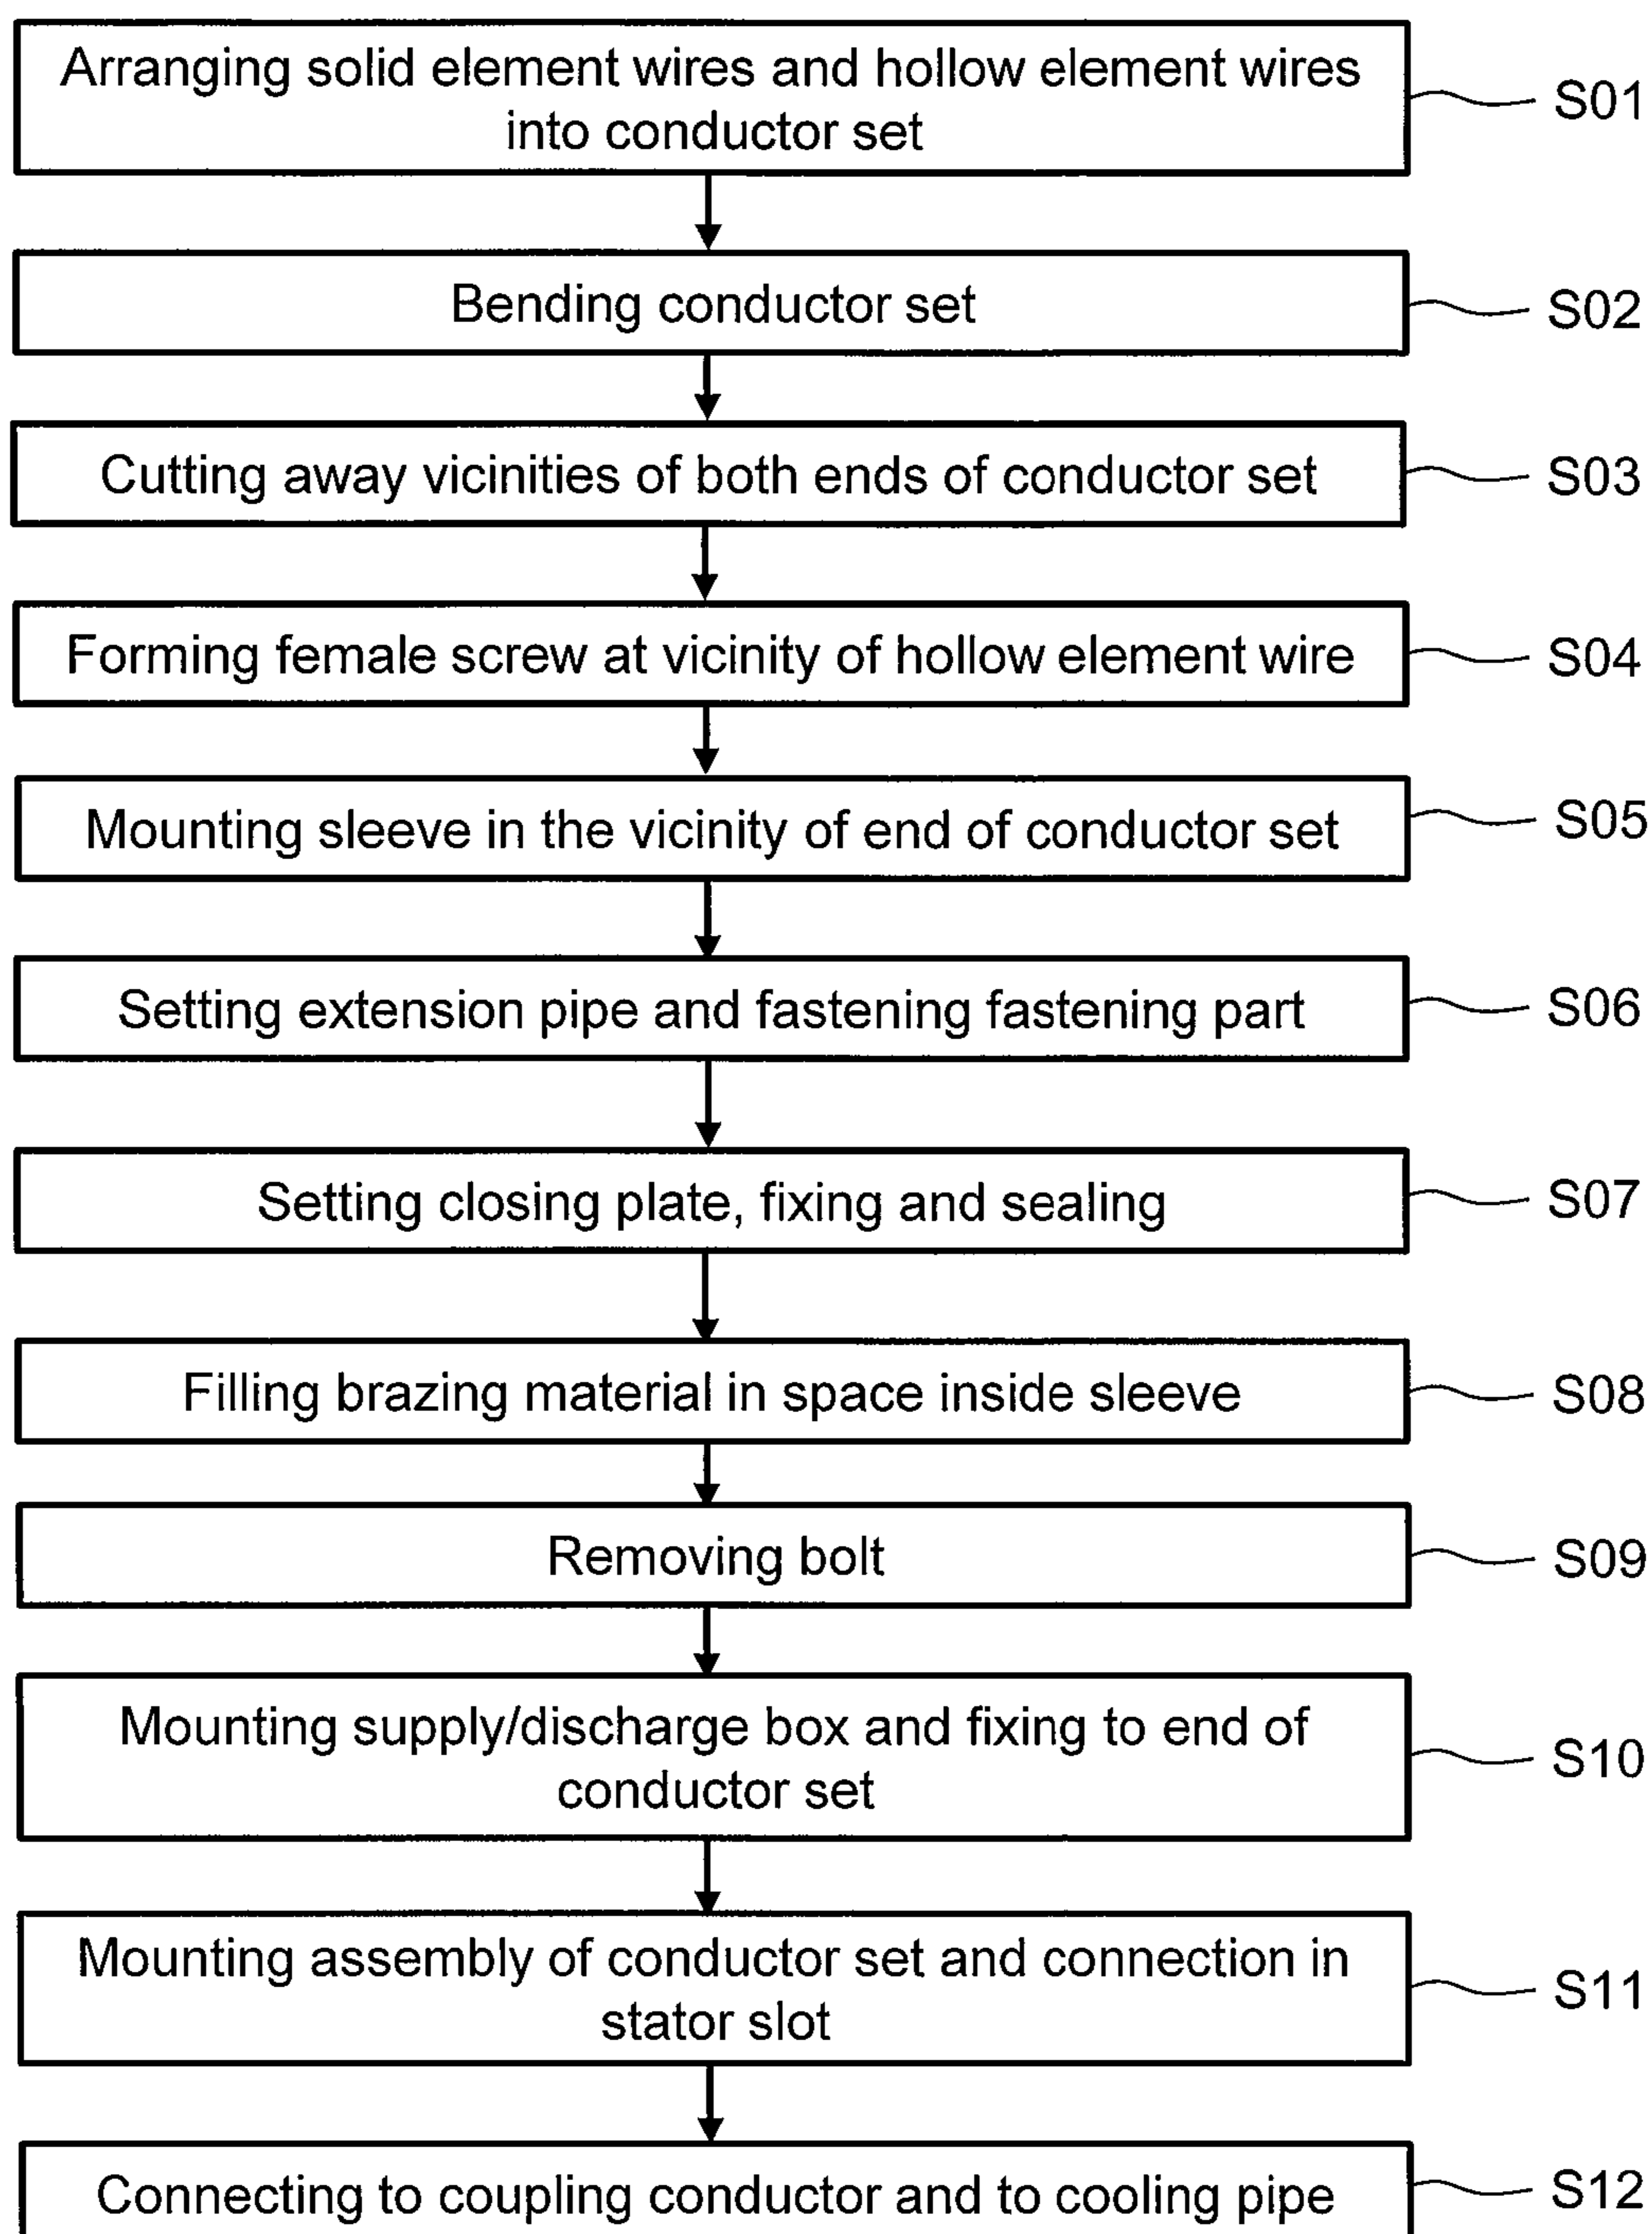 Arranging solid element wires and hollow element wires
into conductor set
S01
Bending conductor set
S02
Cutting away vicinities of both ends of conductor set
S03
Forming female screw at vicinity of hollow element wire
S04
Mounting sleeve in the vicinity of end of conductor set
S05
Setting extension pipe and fastening fastening part
S06
Setting closing plate, fixing and sealing
S07
Filling brazing material in space inside sleeve
S08
Removing bolt
S09
Mounting supply/discharge box and fixing to end of
conductor set
S10
Mounting assembly of conductor set and connection in
stator slot
S11
Connecting to coupling conductor and to cooling pipe
S12